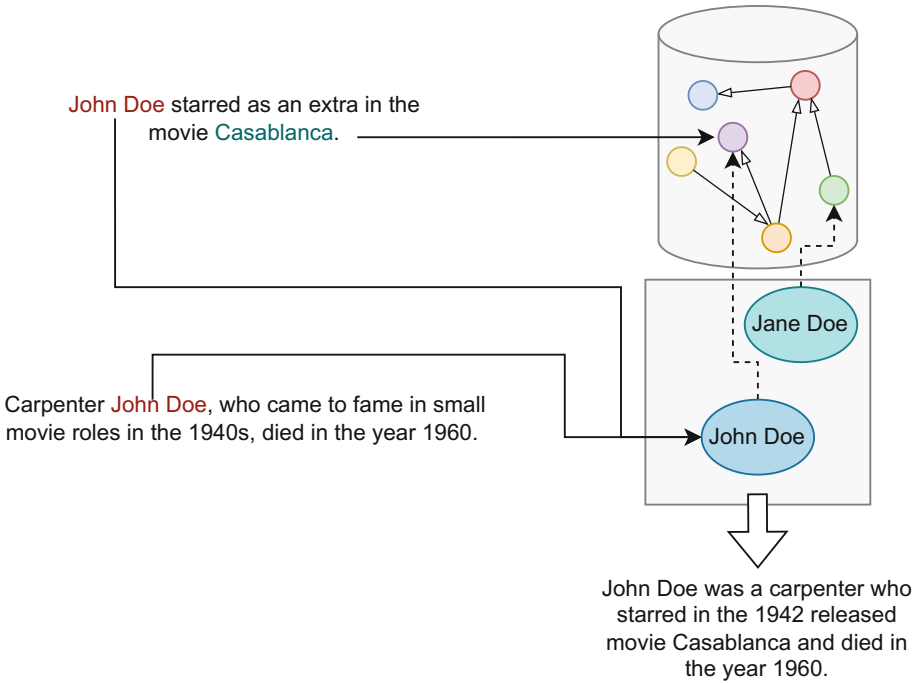 John Doe starred as an extra in the
movie Casablanca.
Jane Doe
Carpenter John Doe, who came to fame in small
movie roles in the 1940s, died in the year 1960.
John Doe
John Doe was a carpenter who
starred in the 1942 released
movie Casablanca and died in
the year 1960.